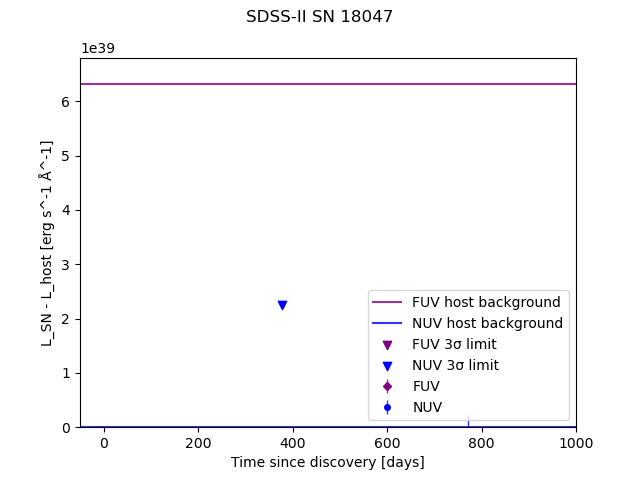 SDSS-II SN 18047
1e39
L_SN - L_host [erg s^-1 Å^-1]
6
5
4
3
2
1
0
FUV host background
NUV host background
FUV 3σ limit
NUV 3σ limit
FUV
NUV
0 200 400 600 800 1000
Time since discovery [days]